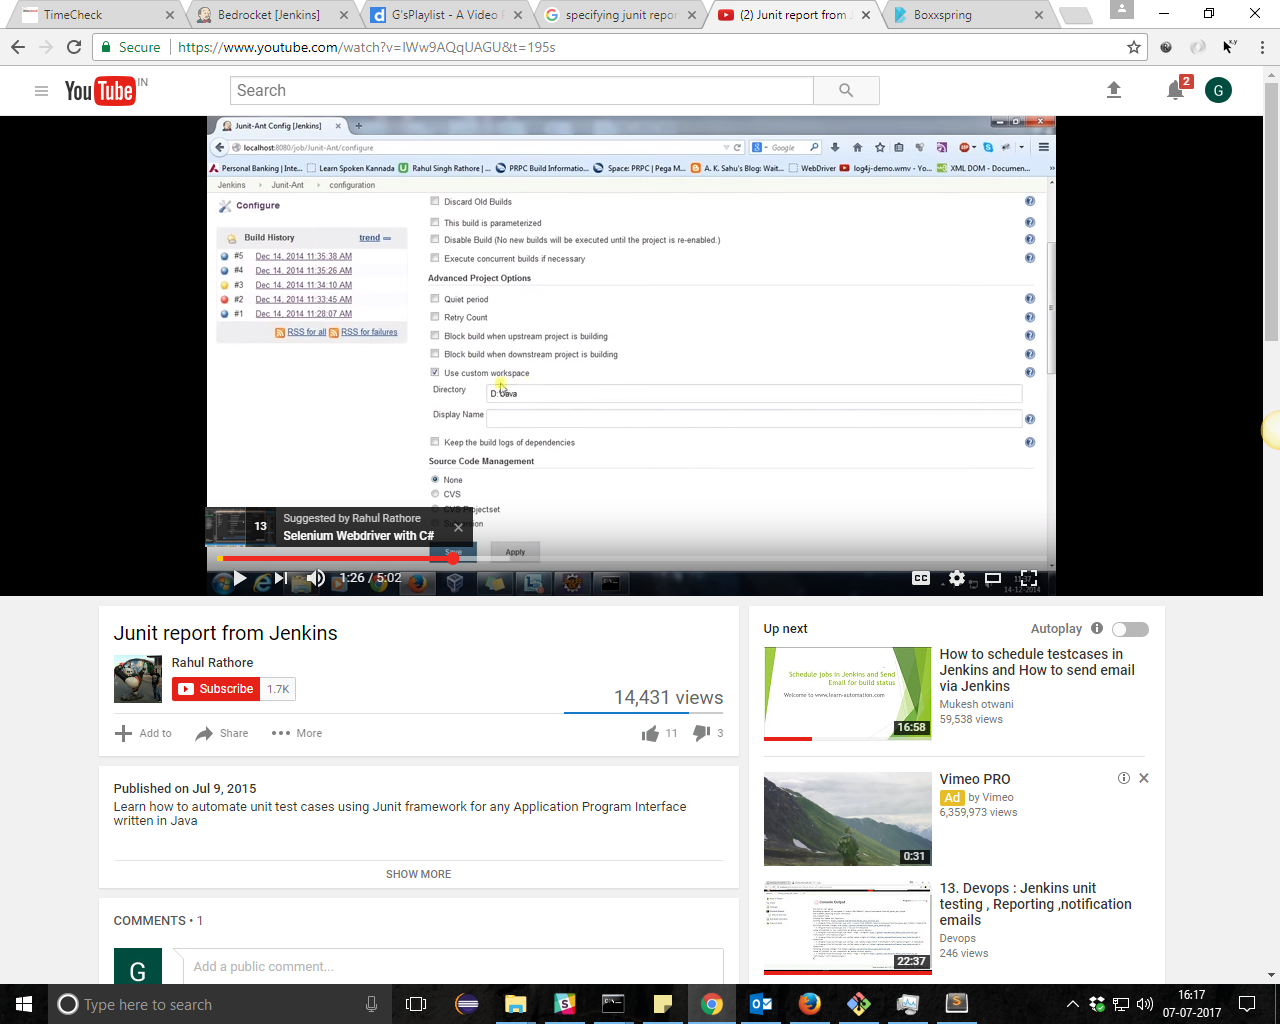 TimeCheck
Bedrocket [Jenkins]
G'sPlaylist - A Video
specifying junit repor
(2) Junit report from
Boxxspring
Secure
https://www.youtube.com/watch?v=IWw9AQqUAGU&t=195s
YouTube IN
Search
2
G
Junit-Ant Config [Jenkins]
localhost:8080/job/Junit-Ant/configure
Google
Personal Banking | Inte...
Learn Spoken Kannada
Rahul Singh Rathore | ...
PRPC Build Informatio...
Space: PRPC | Pega M...
A. K. Sahu's Blog: Wait...
WebDriver
log4j-demo.wmv - Yo...
XML DOM - Documen...
Jenkins
Junit-Ant
configuration
Configure
Build History
trend
#5 Dec 14, 2014 11:35:38 AM
#4 Dec 14, 2014 11:35:26 AM
#3 Dec 14, 2014 11:34:10 AM
#2 Dec 14, 2014 11:33:45 AM
#1 Dec 14, 2014 11:28:07 AM
RSS for all
RSS for failures
Discard Old Builds
This build is parameterized
Disable Build (No new builds will be executed until the project is re-enabled.)
Execute concurrent builds if necessary
Advanced Project Options
Quiet period
Retry Count
Block build when upstream project is building
Block build when downstream project is building
Use custom workspace
Directory
Display Name
Keep the build logs of dependencies
Source Code Management
None
CVS
CVS Projectset
Save
Apply
13
Suggested by Rahul Rathore
Selenium Webdriver with C#
1:26 / 5:02
CC
14-12-2014
Junit report from Jenkins
Rahul Rathore
Subscribe
1.7K
14,431 views
Add to
Share
More
11
3
Published on Jul 9, 2015
Learn how to automate unit test cases using Junit framework for any Application Program Interface
written in Java
SHOW MORE
COMMENTS • 1
G
Add a public comment...
Up next
Autoplay
Schedule jobs in Jenkins and Send
Email for build status
Welcome to www.learn-automation.com
16:58
How to schedule testcases in
Jenkins and How to send email
via Jenkins
Mukesh otwani
59,538 views
0:31
Vimeo PRO
Ad by Vimeo
6,359,973 views
22:37
13. Devops : Jenkins unit
testing , Reporting ,notification
emails
Devops
246 views
Type here to search
16:17
07-07-2017